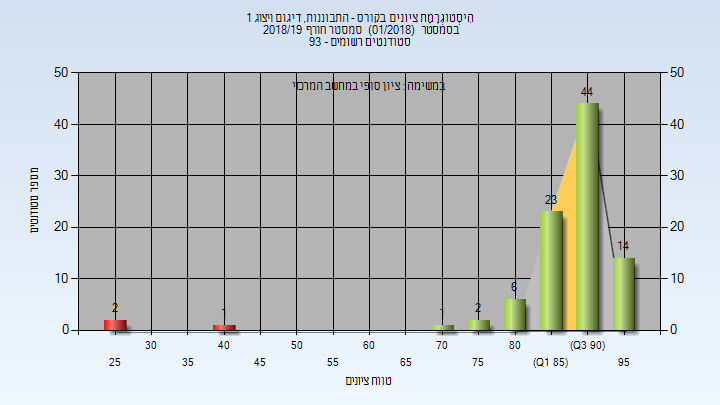 היסטוגרמת ציונים בקורס - התבוננות, דיגום ויצוג 1
בסמסטר (01/2018) סמסטר חורף 2018/19
סטודנטים רשומים - 93
במשימה : ציון סופי במחשב המרכזי
50 50
40 40
30 30
20 20
10 10
0 0
מספר סטודנטים
2 1 1 2 6 23 44 14
30 40 50 60 70 80 (Q3 90)
25 35 45 55 65 75 (Q1 85) 95
טווח ציונים